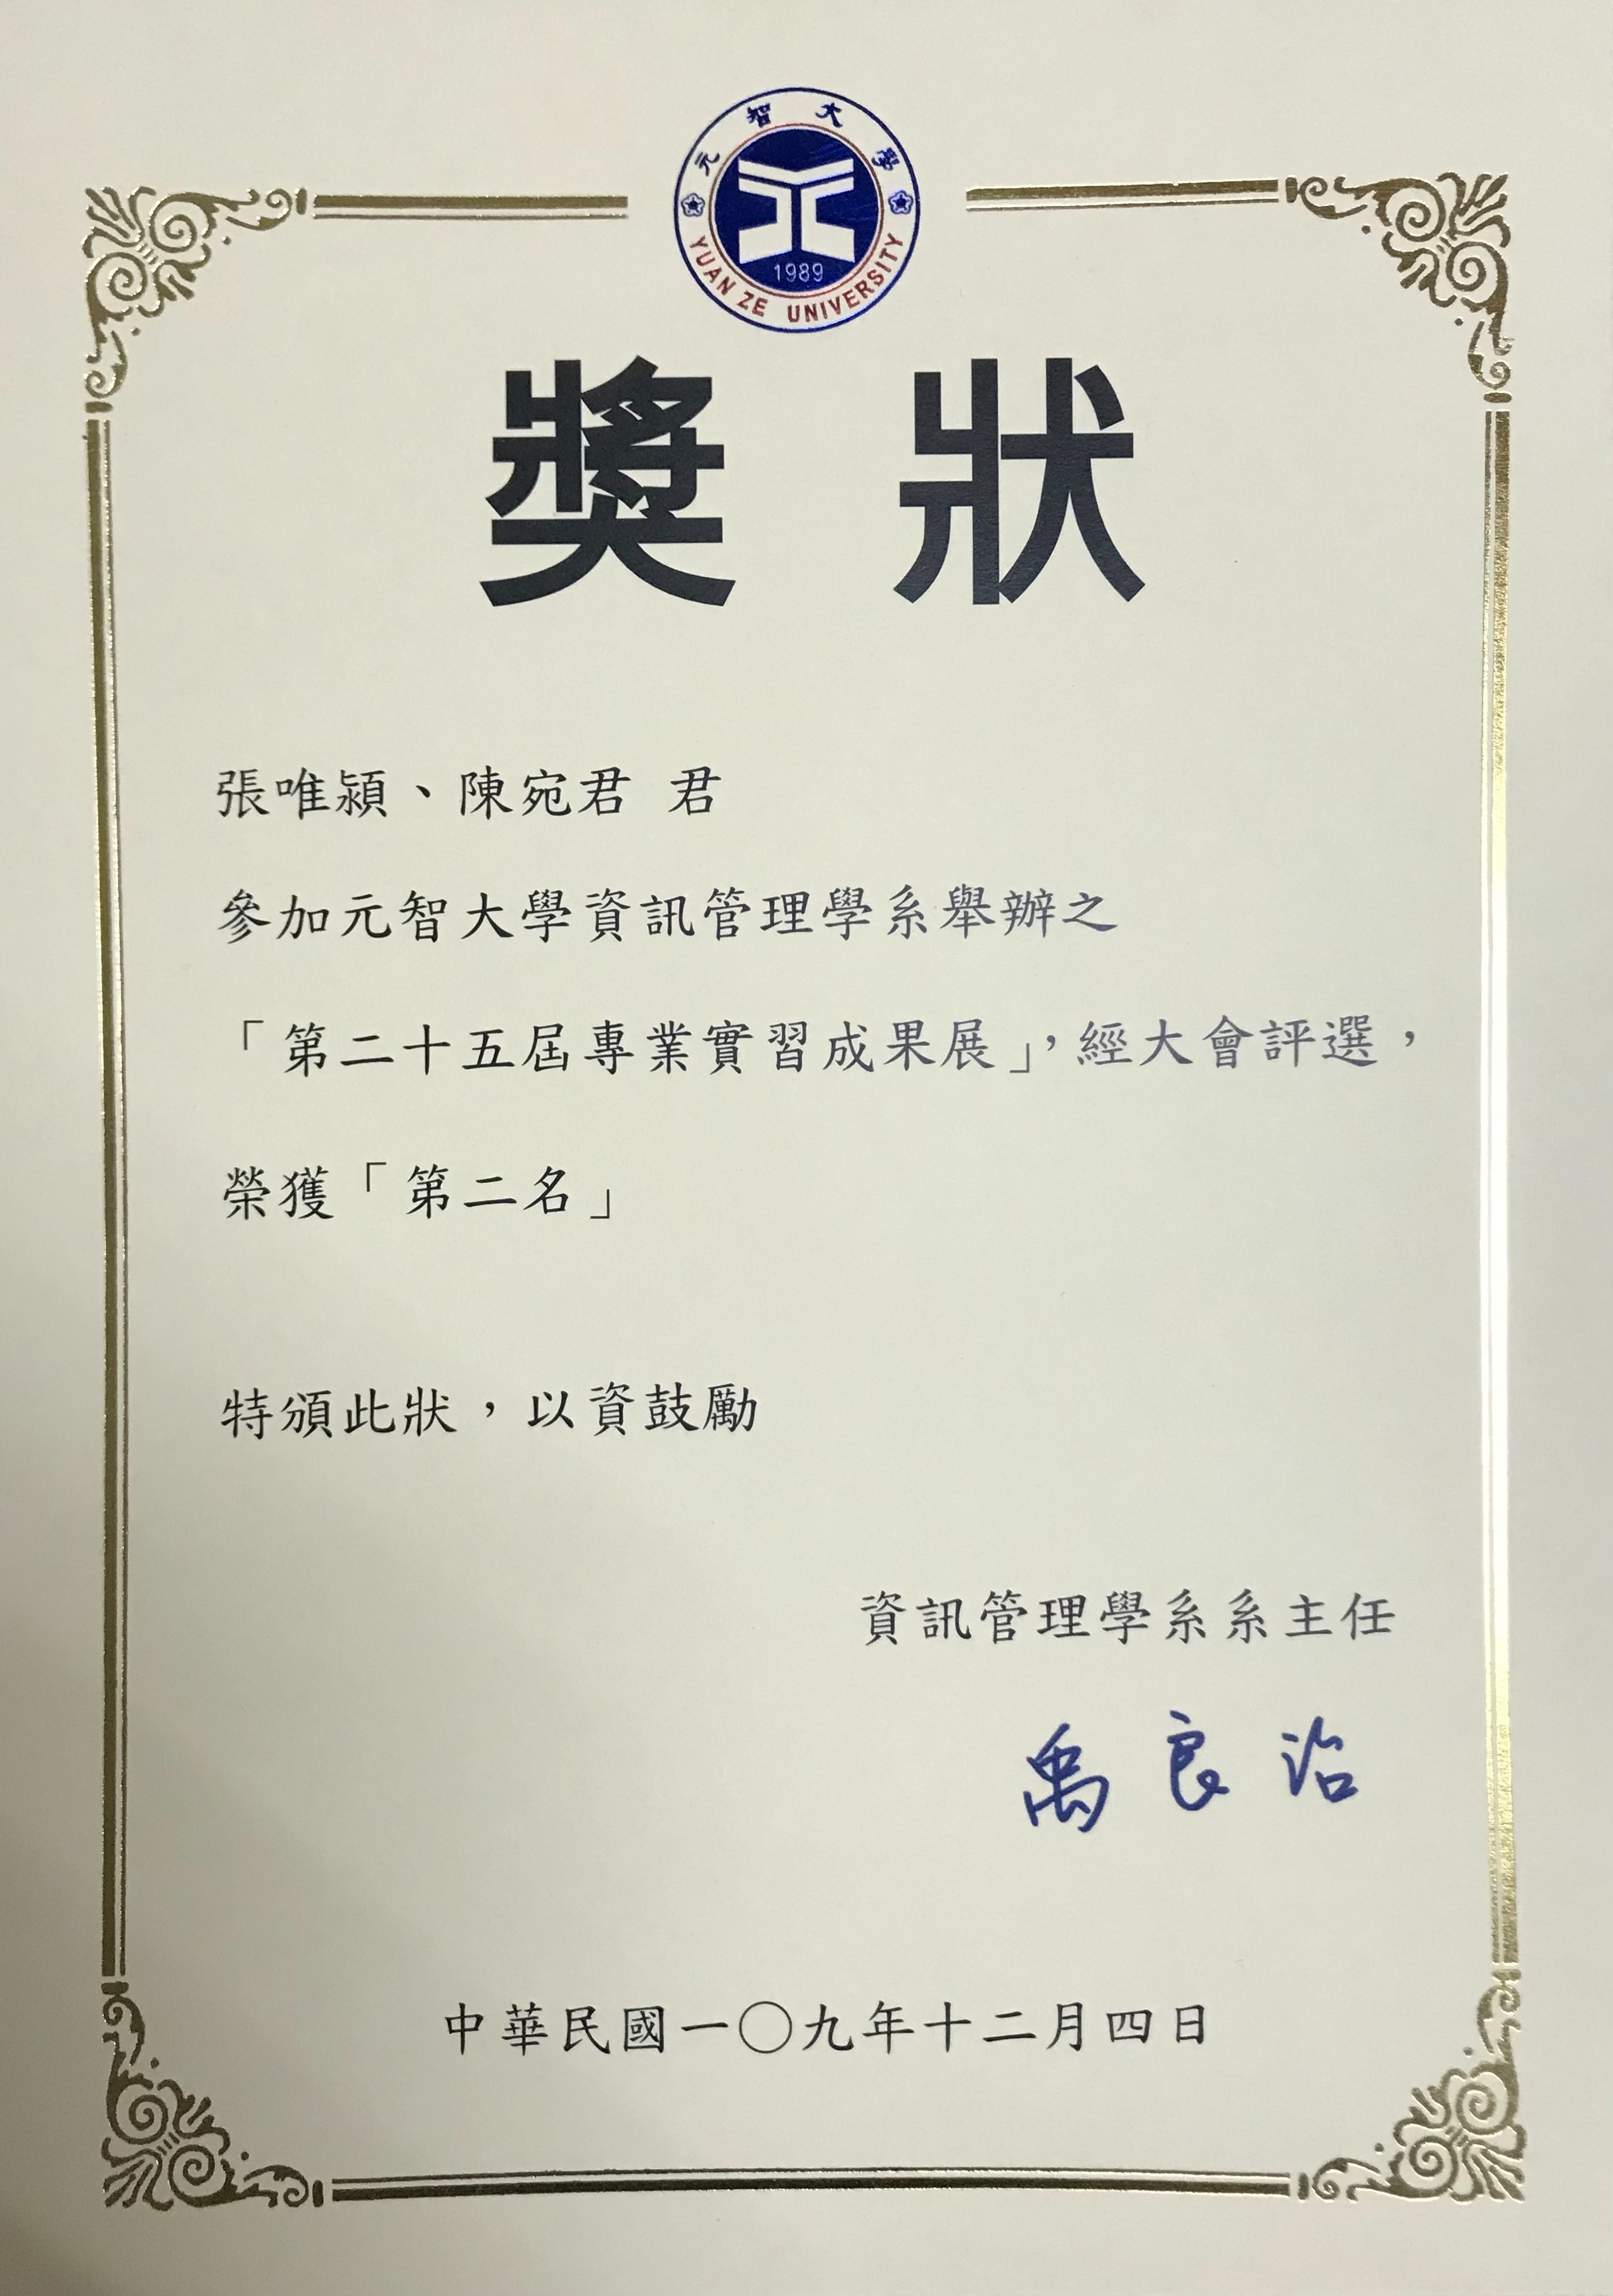 元智大學
1989
YUAN ZE UNIVERSITY
獎狀
張唯潁、陳宛君 君
參加元智大學資訊管理學系舉辦之
「第二十五屆專業實習成果展」，經大會評選，
榮獲「第二名」
特頒此狀，以資鼓勵
資訊管理學系系主任
禹良治
中華民國一〇九年十二月四日